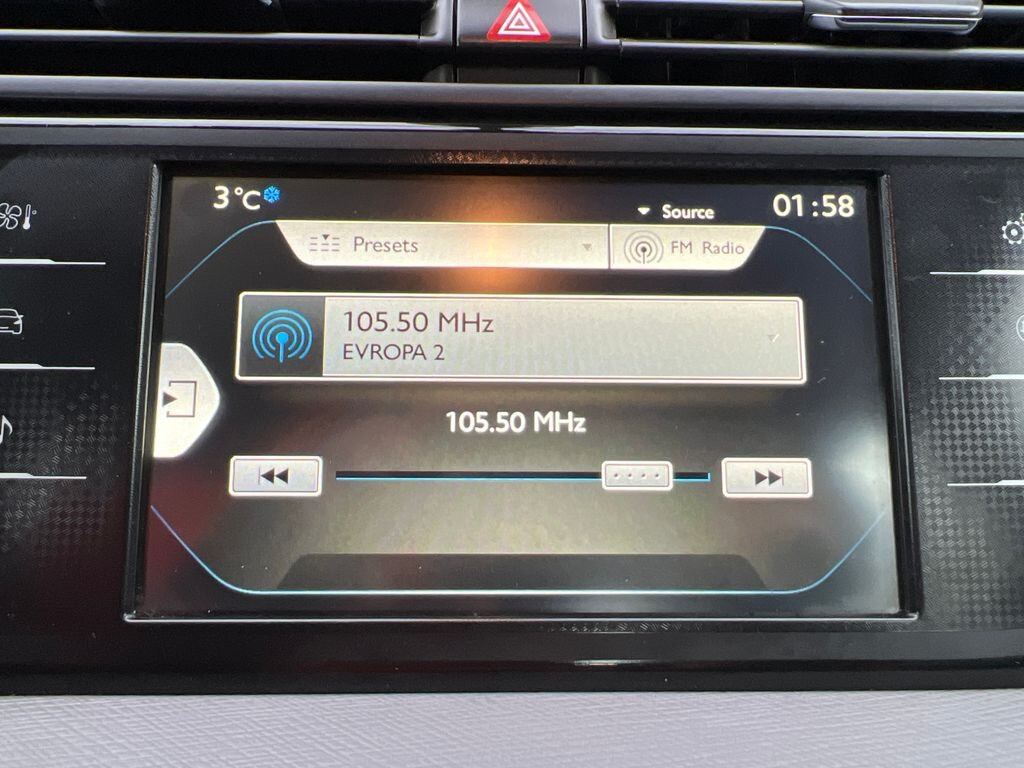 3°C
Source
01:58
Presets
FM Radio
105.50 MHz
EVROPA 2
105.50 MHz